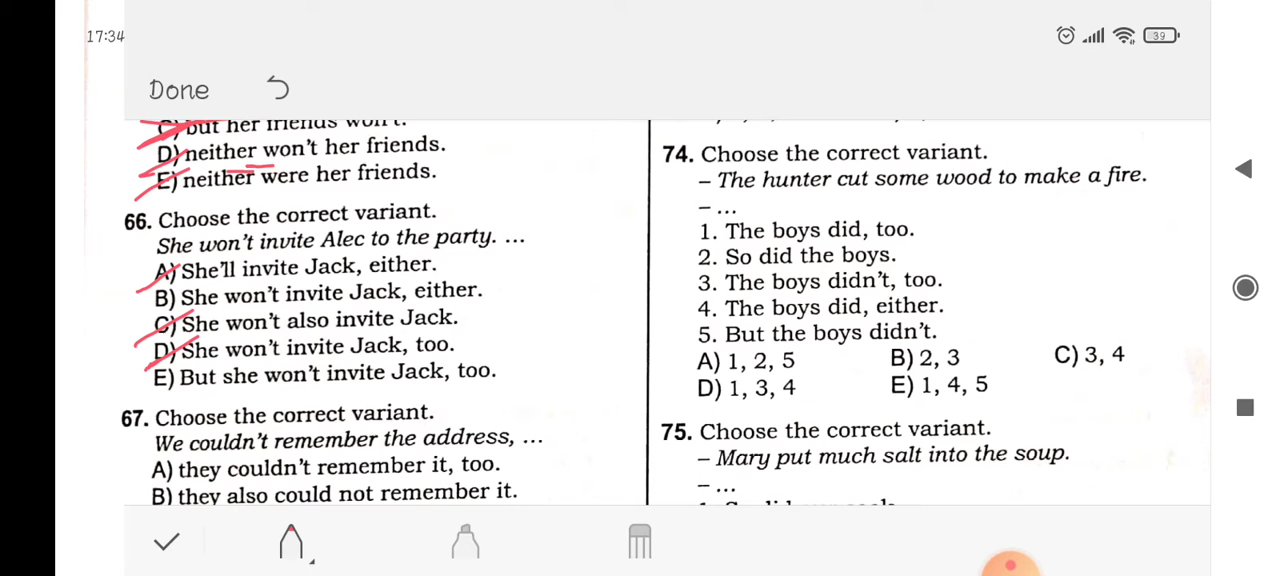 17:34
39
Done
C) but her friends won't.
D) neither won't her friends.
E) neither were her friends.
66. Choose the correct variant.
She won't invite Alec to the party. ...
A) She'll invite Jack, either.
B) She won't invite Jack, either.
C) She won't also invite Jack.
D) She won't invite Jack, too.
E) But she won't invite Jack, too.
67. Choose the correct variant.
We couldn't remember the address, ...
A) they couldn't remember it, too.
B) they also could not remember it.
74. Choose the correct variant.
– The hunter cut some wood to make a fire.
– ...
1. The boys did, too.
2. So did the boys.
3. The boys didn't, too.
4. The boys did, either.
5. But the boys didn't.
A) 1, 2, 5 B) 2, 3 C) 3, 4
D) 1, 3, 4 E) 1, 4, 5
75. Choose the correct variant.
– Mary put much salt into the soup.
– ...